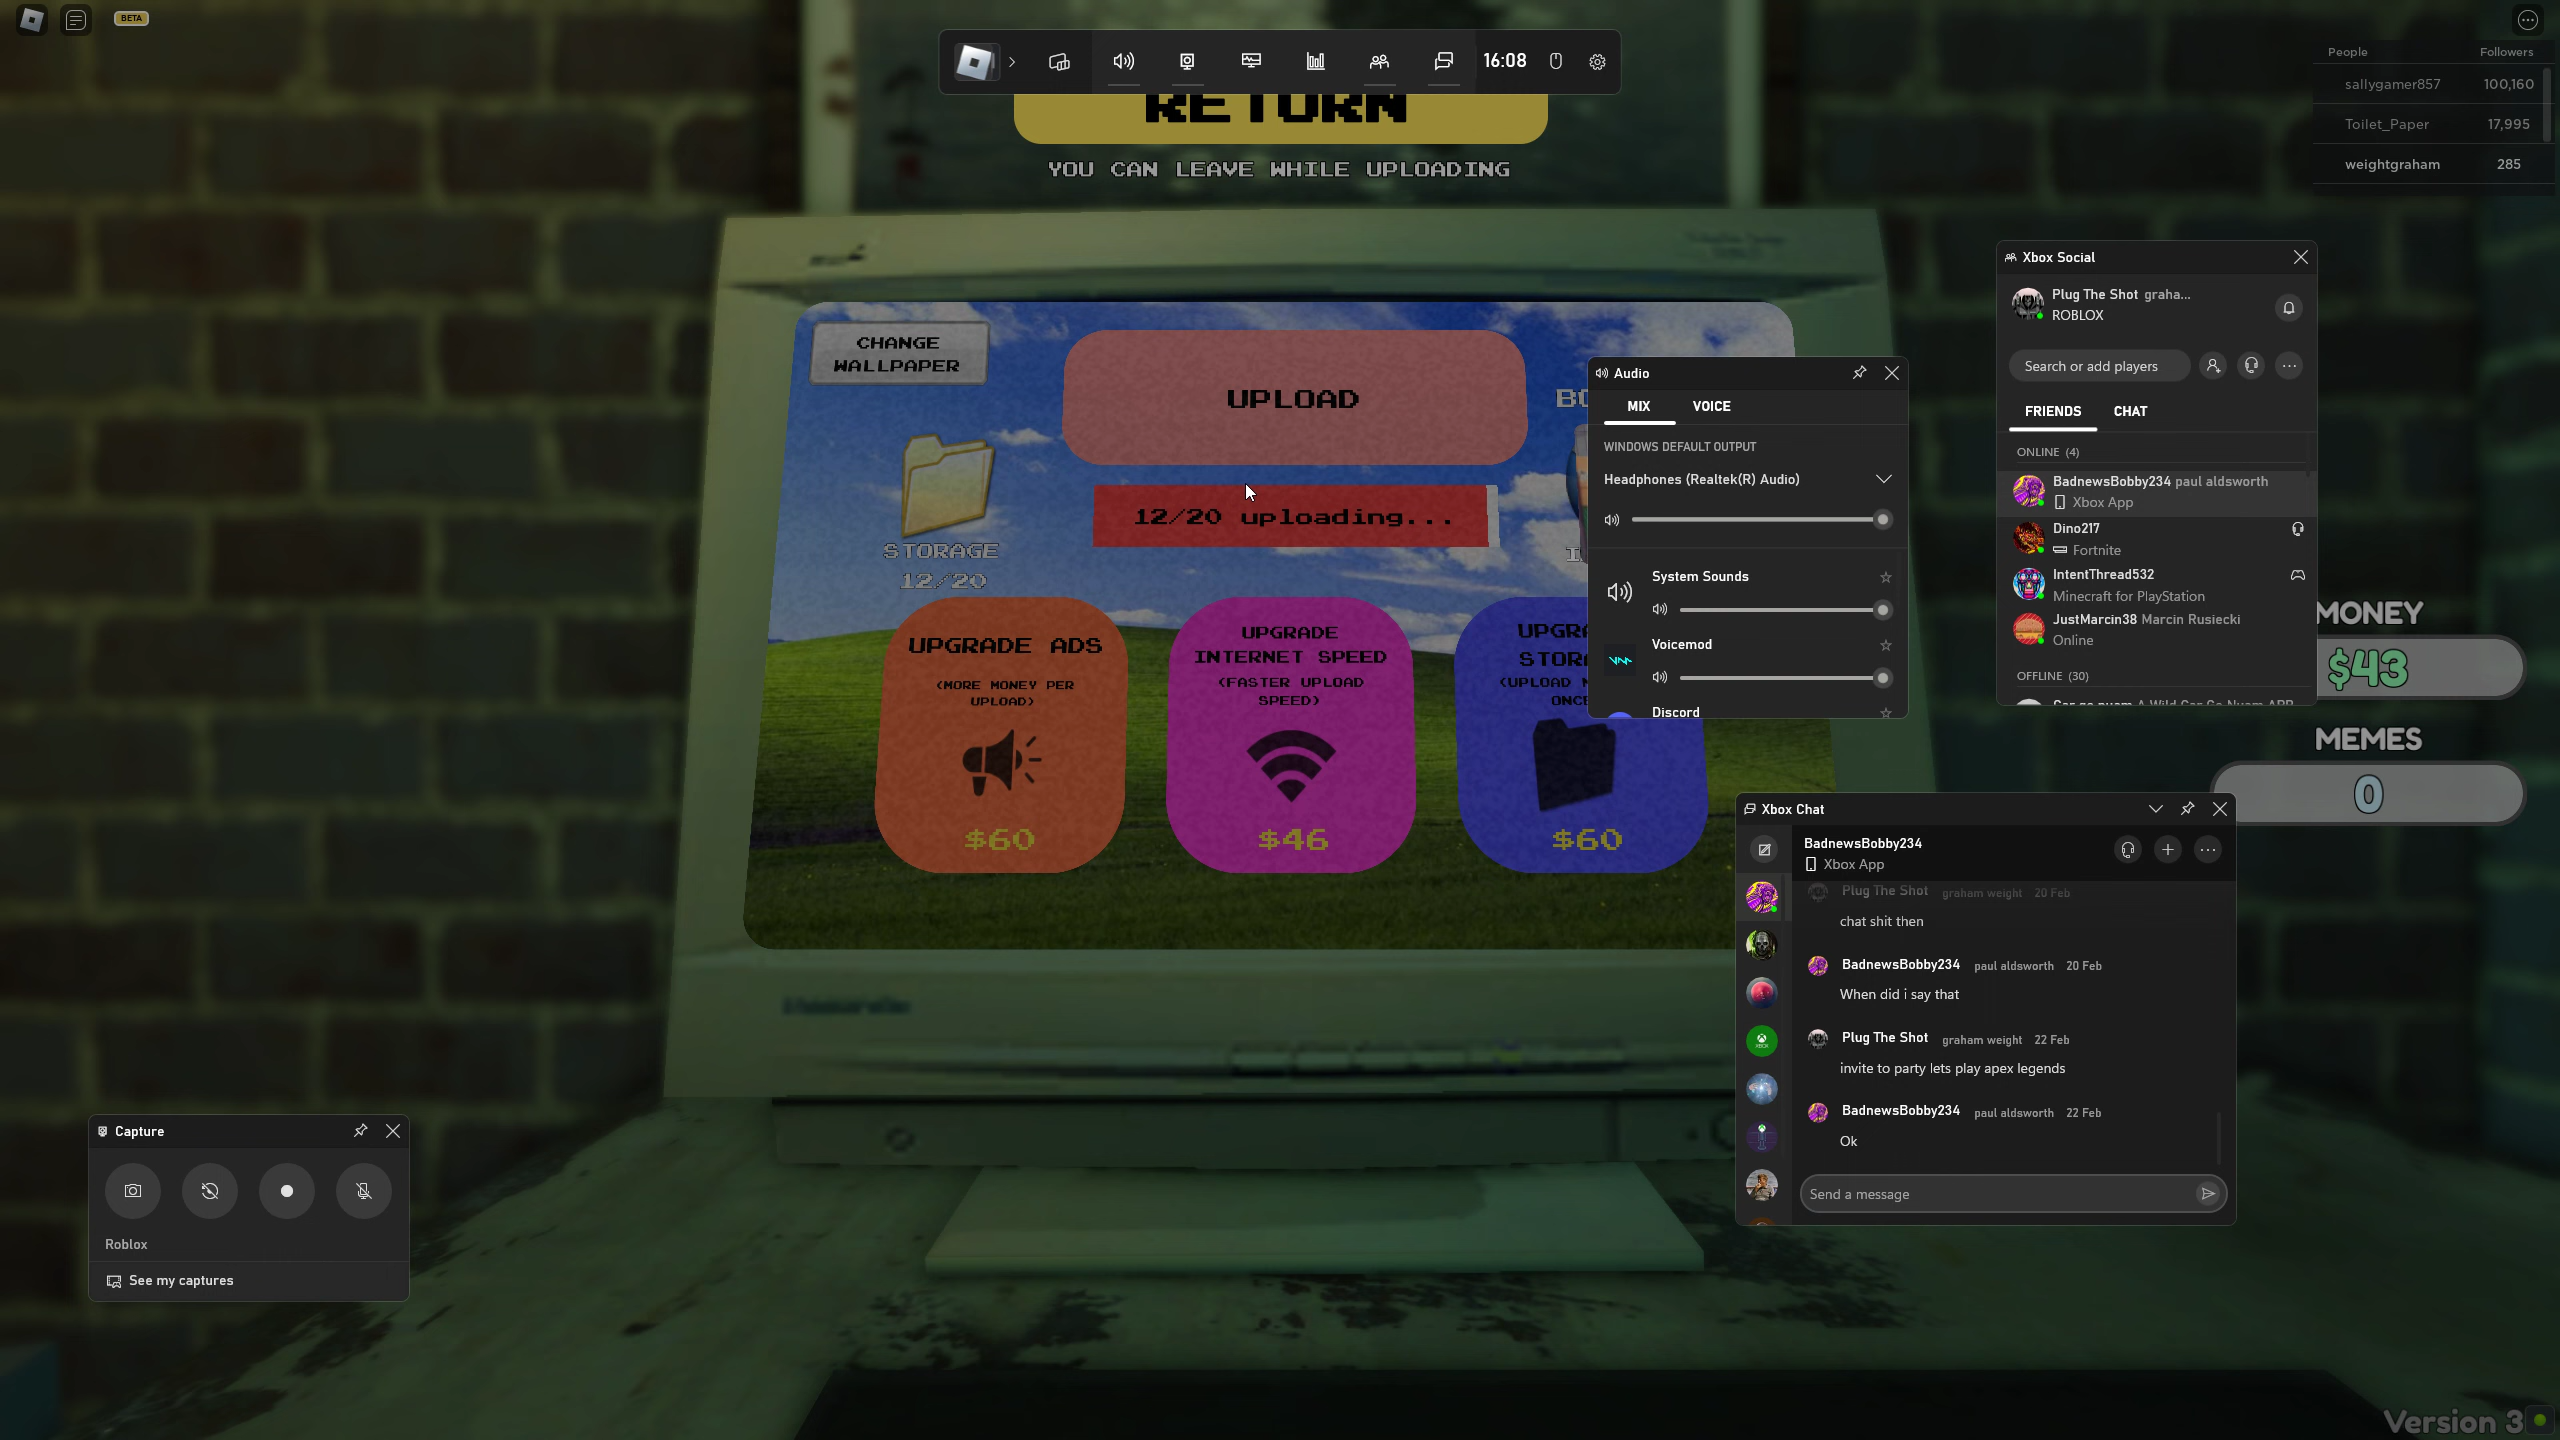 BETA
16:08
RETURN
YOU CAN LEAVE WHILE UPLOADING
People Followers
sallygamer857 100,160
Toilet_Paper 17,995
weightgraham 285
CHANGE
WALLPAPER
UPLOAD
12/20 uploading...
STORAGE
12/20
UPGRADE ADS
(MORE MONEY PER
UPLOAD)
$60
UPGRADE
INTERNET SPEED
(FASTER UPLOAD
SPEED)
$46
$60
Audio
MIX VOICE
WINDOWS DEFAULT OUTPUT
Headphones (Realtek(R) Audio)
System Sounds
Voicemod
Discord
Xbox Social
Plug The Shot graha...
ROBLOX
Search or add players
FRIENDS CHAT
ONLINE (4)
BadnewsBobby234 paul aldsworth
Xbox App
Dino217
Fortnite
IntentThread532
Minecraft for PlayStation
JustMarcin38 Marcin Rusiecki
Online
OFFLINE (30)
MONEY
$43
MEMES
0
Xbox Chat
BadnewsBobby234
Xbox App
Plug The Shot graham weight 20 Feb
chat shit then
BadnewsBobby234 paul aldsworth 20 Feb
When did i say that
Plug The Shot graham weight 22 Feb
invite to party lets play apex legends
BadnewsBobby234 paul aldsworth 22 Feb
Ok
Send a message
Capture
Roblox
See my captures
Version 3